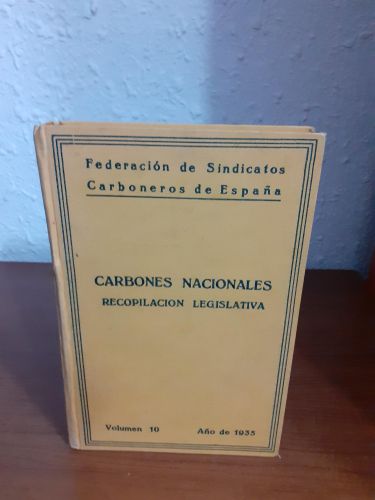 Federación de Sindicatos
Carboneros de España
CARBONES NACIONALES
RECOPILACION LEGISLATIVA
Volumen 10 Año de 1935